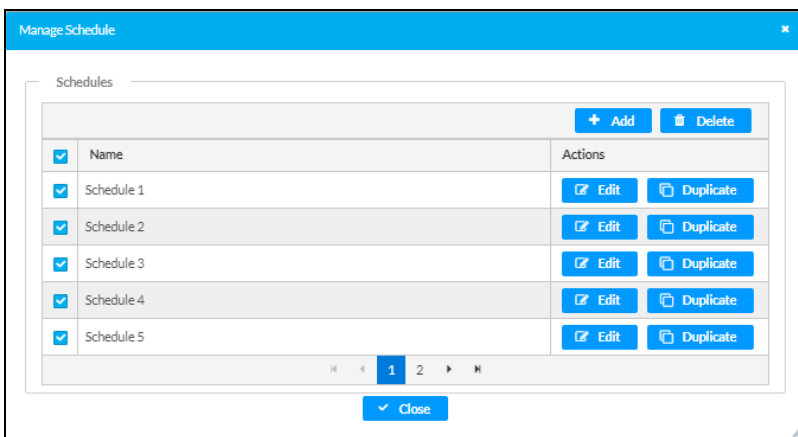 Manage Schedule
Schedules
Add Delete
Name Actions
Schedule 1 Edit Duplicate
Schedule 2 Edit Duplicate
Schedule 3 Edit Duplicate
Schedule 4 Edit Duplicate
Schedule 5 Edit Duplicate
1 2
Close